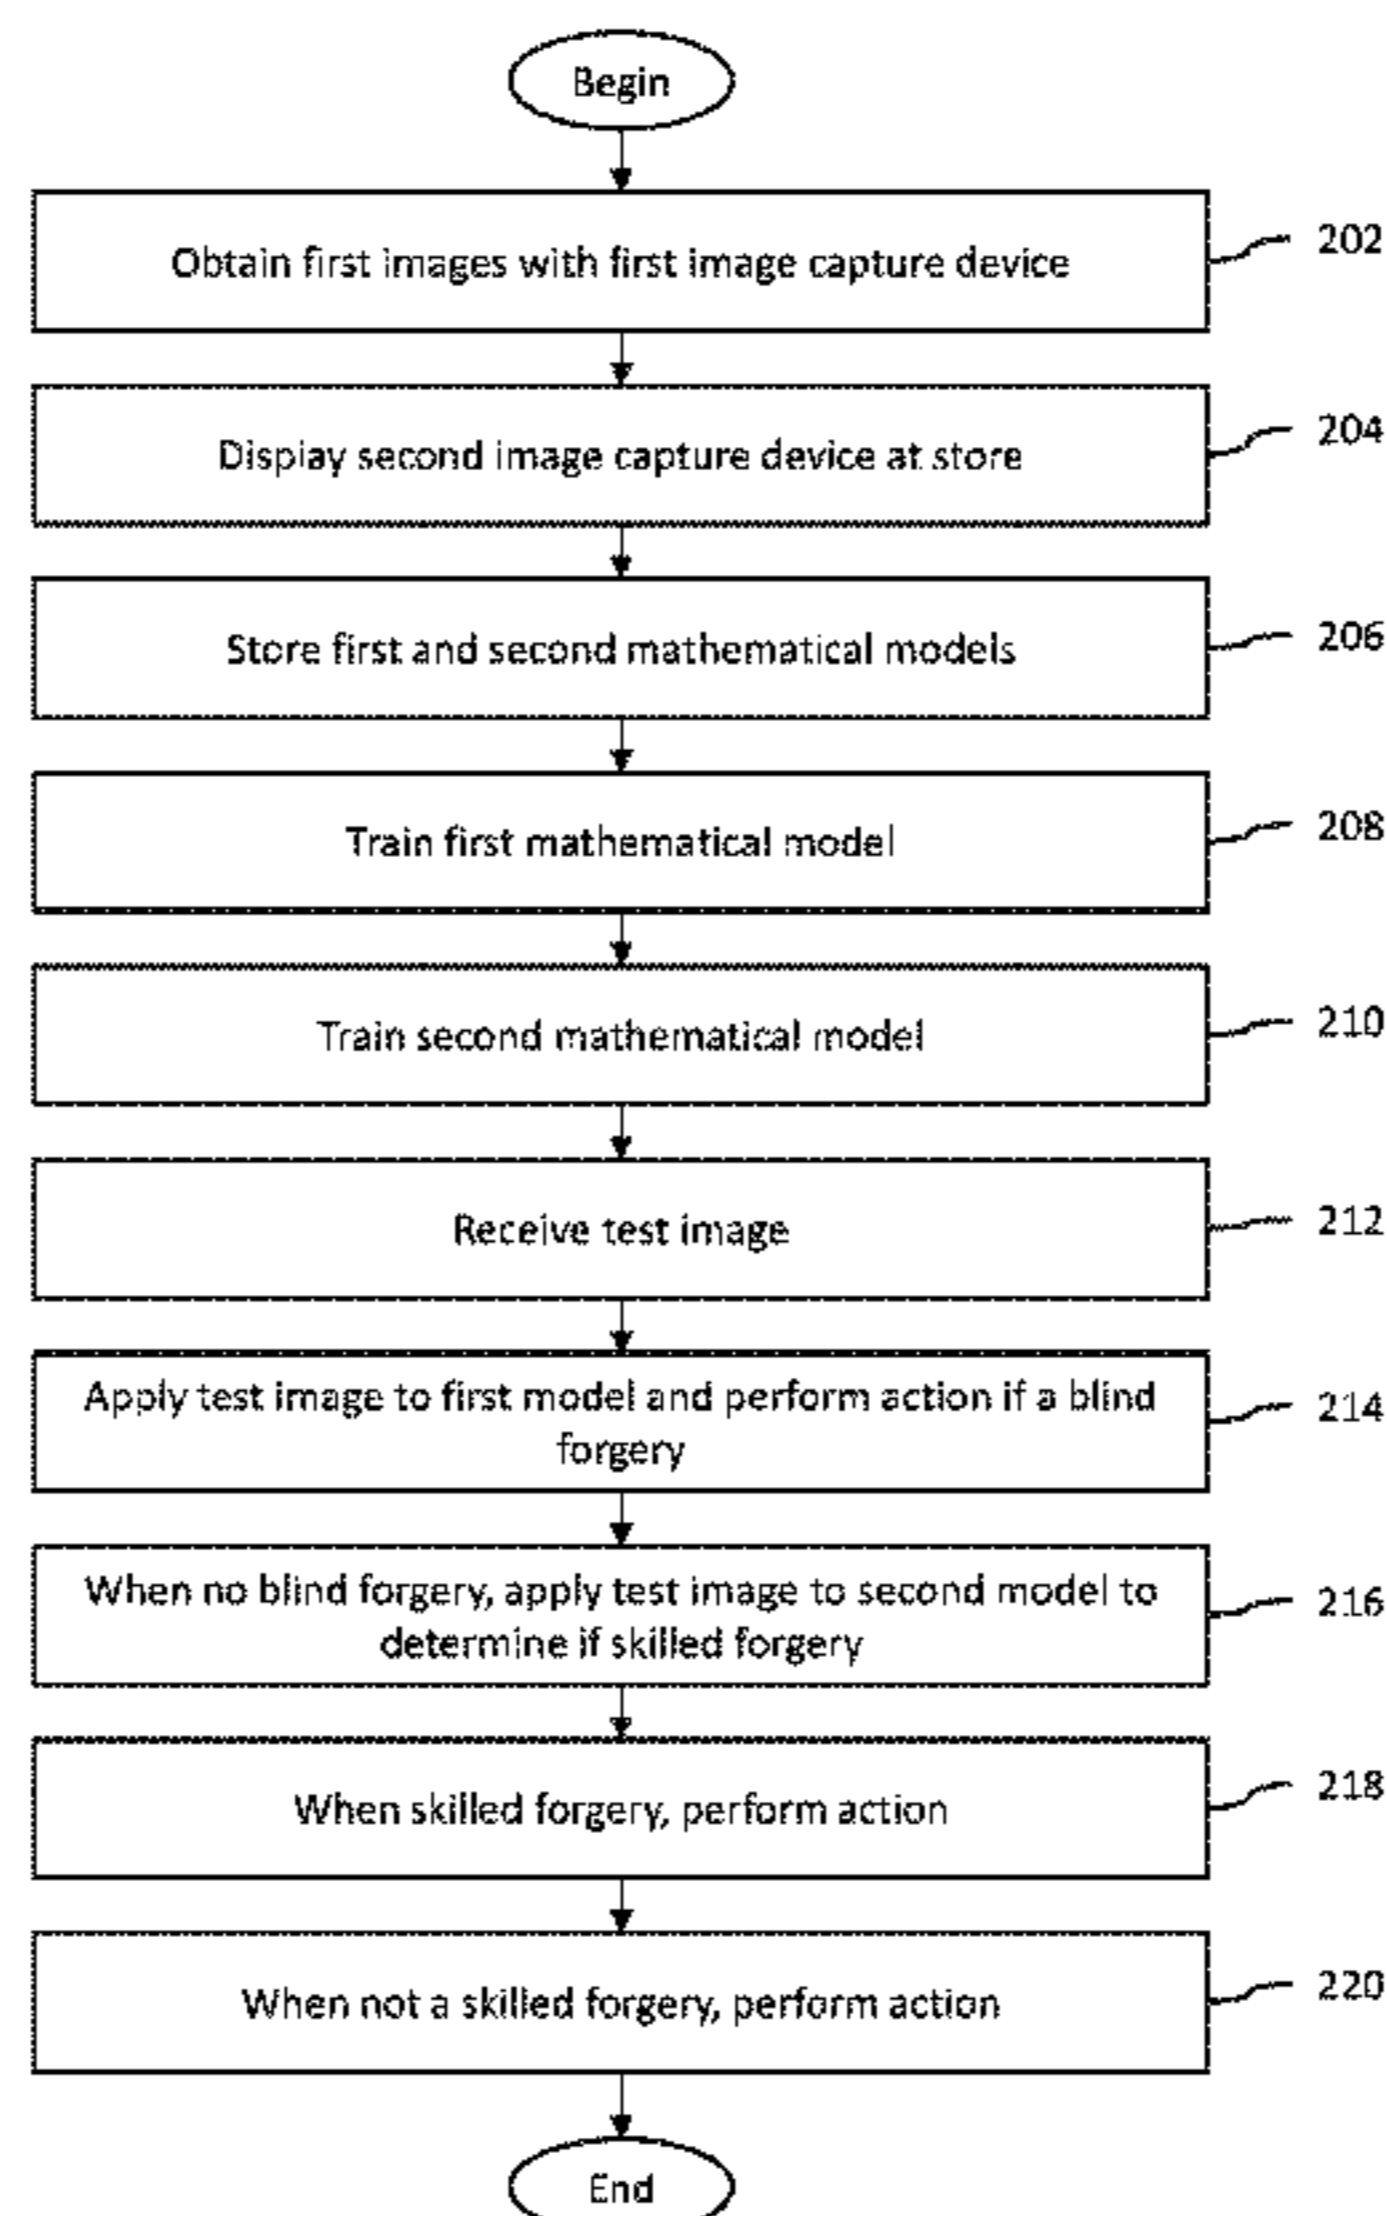 Begin
Obtain first images with first image capture device
202
Display second image capture device at store
204
Store first and second mathematical models
206
Train first mathematical model
208
Train second mathematical model
210
Receive test image
212
Apply test image to first model and perform action if a blind
forgery
214
When no blind forgery, apply test image to second model to
determine if skilled forgery
216
When skilled forgery, perform action
218
When not a skilled forgery, perform action
220
End